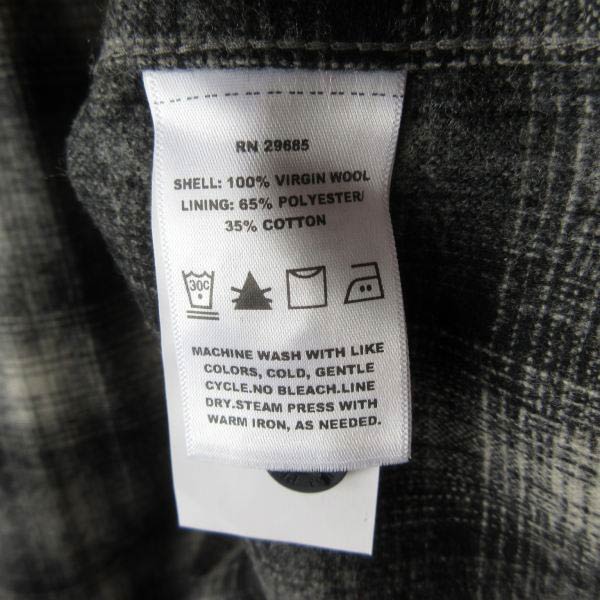 RN 29685
SHELL: 100% VIRGIN WOOL
LINING: 65% POLYESTER/
35% COTTON
30C
MACHINE WASH WITH LIKE
COLORS, COLD, GENTLE
CYCLE.NO BLEACH.LINE
DRY.STEAM PRESS WITH
WARM IRON, AS NEEDED.